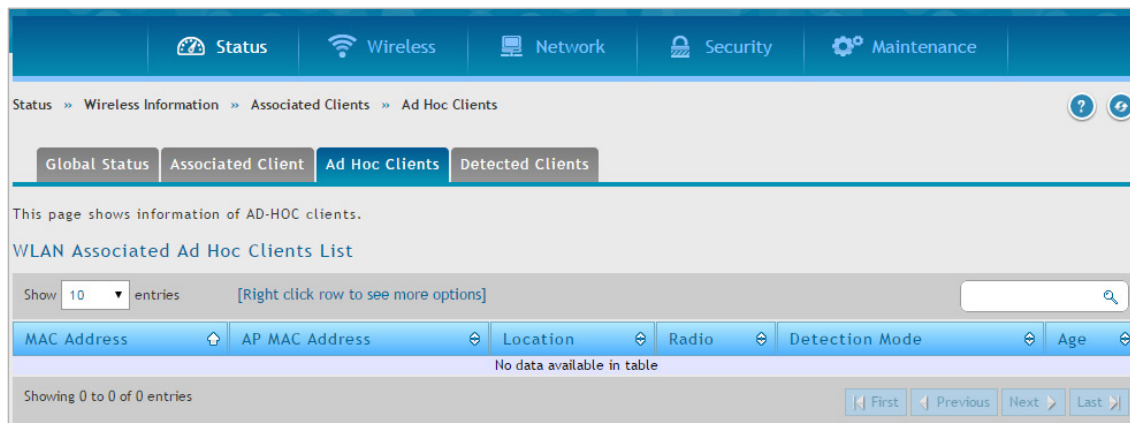 Status Wireless Network Security Maintenance
Status » Wireless Information » Associated Clients » Ad Hoc Clients ?
Global Status Associated Client Ad Hoc Clients Detected Clients
This page shows information of AD-HOC clients.
WLAN Associated Ad Hoc Clients List
Show 10 entries [Right click row to see more options]
MAC Address AP MAC Address Location Radio Detection Mode Age
No data available in table
Showing 0 to 0 of 0 entries First Previous Next Last